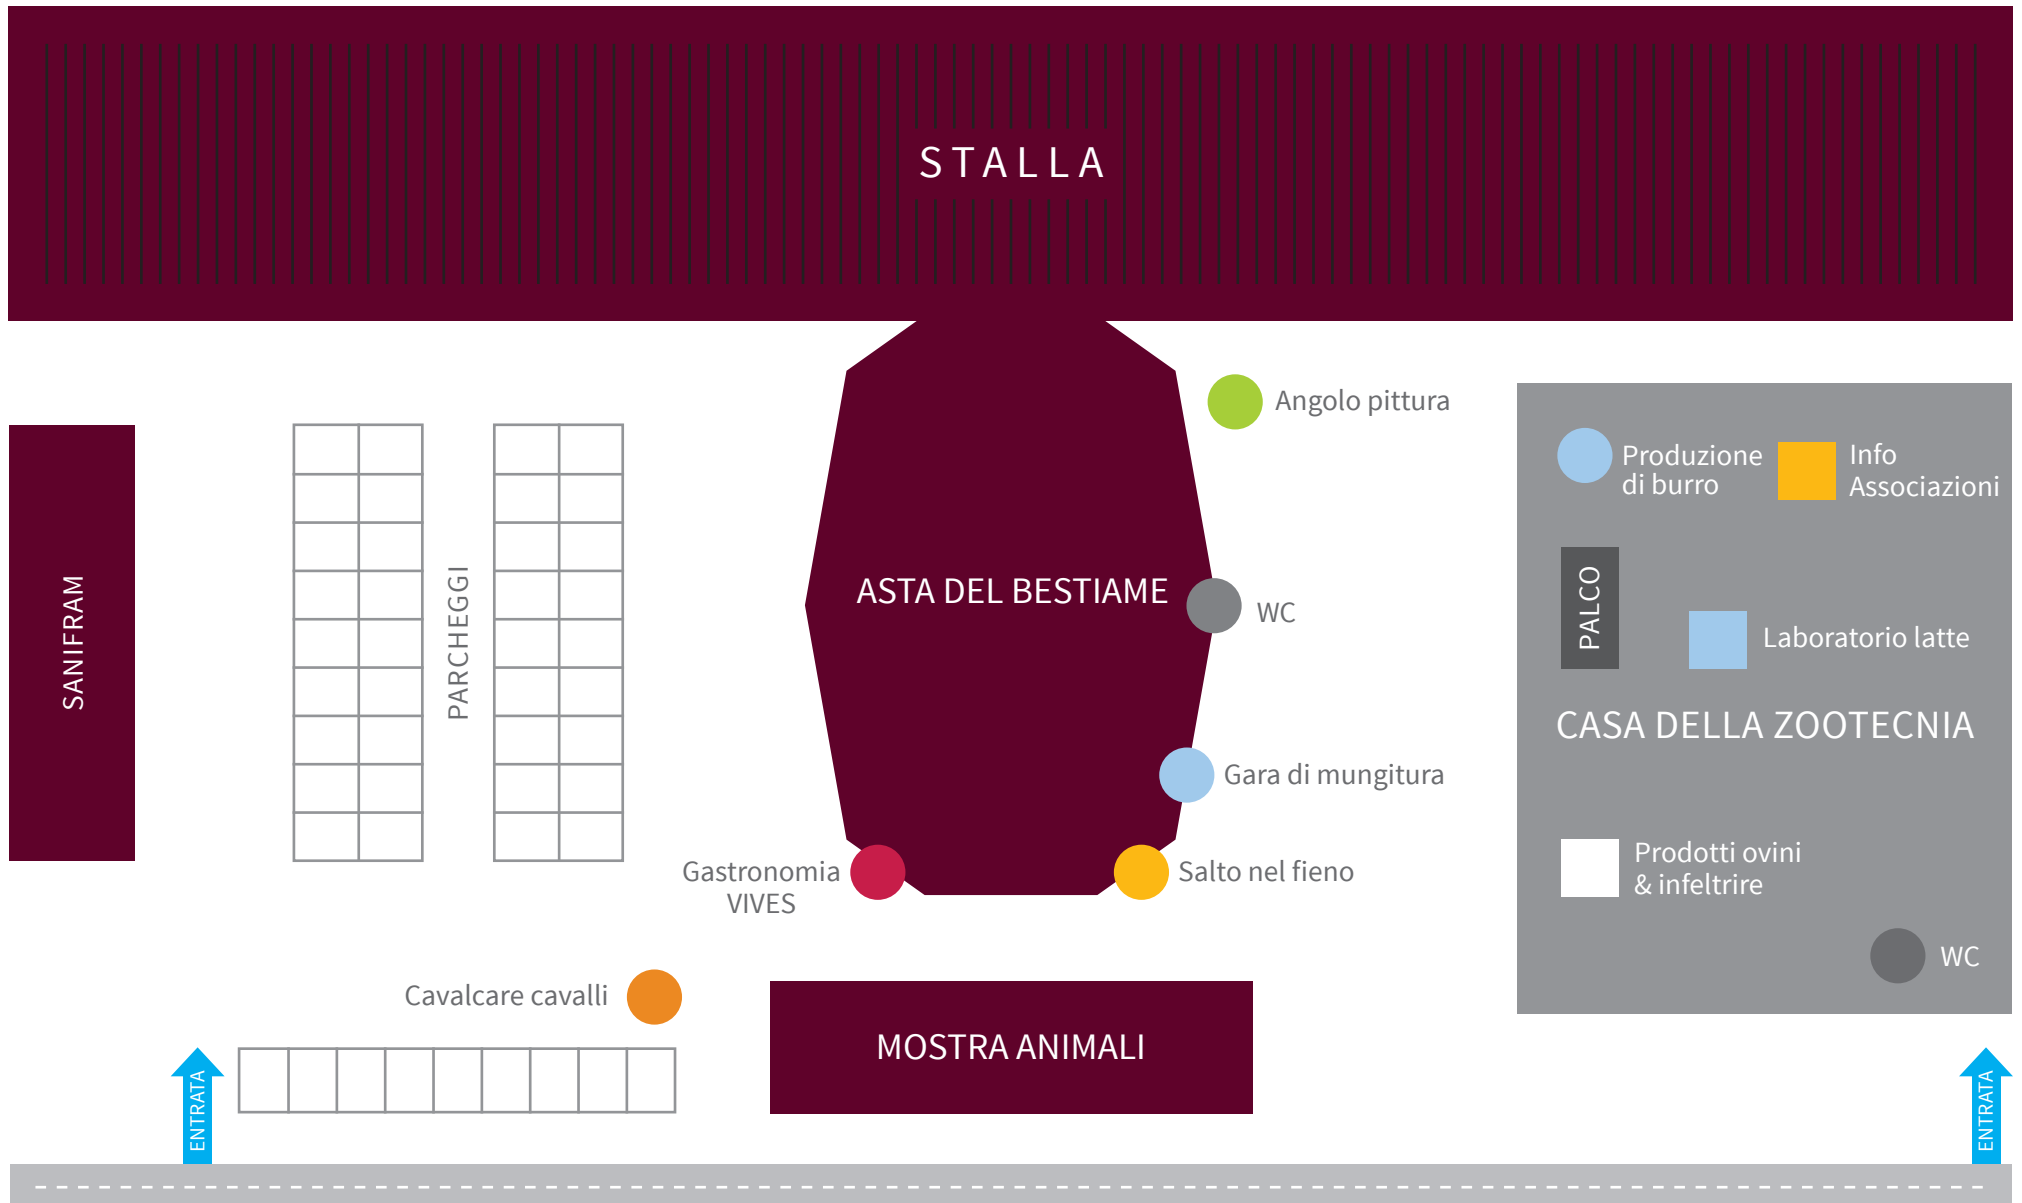 STALLA
Angolo pittura
Produzione
di burro
Info
Associazioni
SANIFRAM
PARCHEGGI
ASTA DEL BESTIAME
WC
PALCO
Laboratorio latte
CASA DELLA ZOOTECNIA
Gara di mungitura
Gastronomia
VIVES
Salto nel fieno
Prodotti ovini
& infeltrire
WC
Cavalcare cavalli
MOSTRA ANIMALI
ENTRATA
ENTRATA